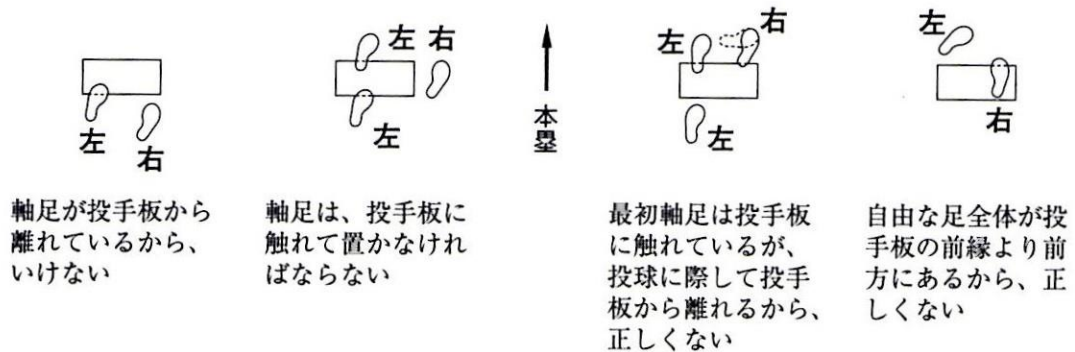 左
右
左 右
左
本塁
左
右
左
左
右
軸足が投手板から
離れているから、
いけない
軸足は、投手板に
触れて置かなけれ
ばならない
最初軸足は投手板
に触れているが、
投球に際して投手
板から離れるから、
正しくない
自由な足全体が投
手板の前縁より前
方にあるから、正
しくない